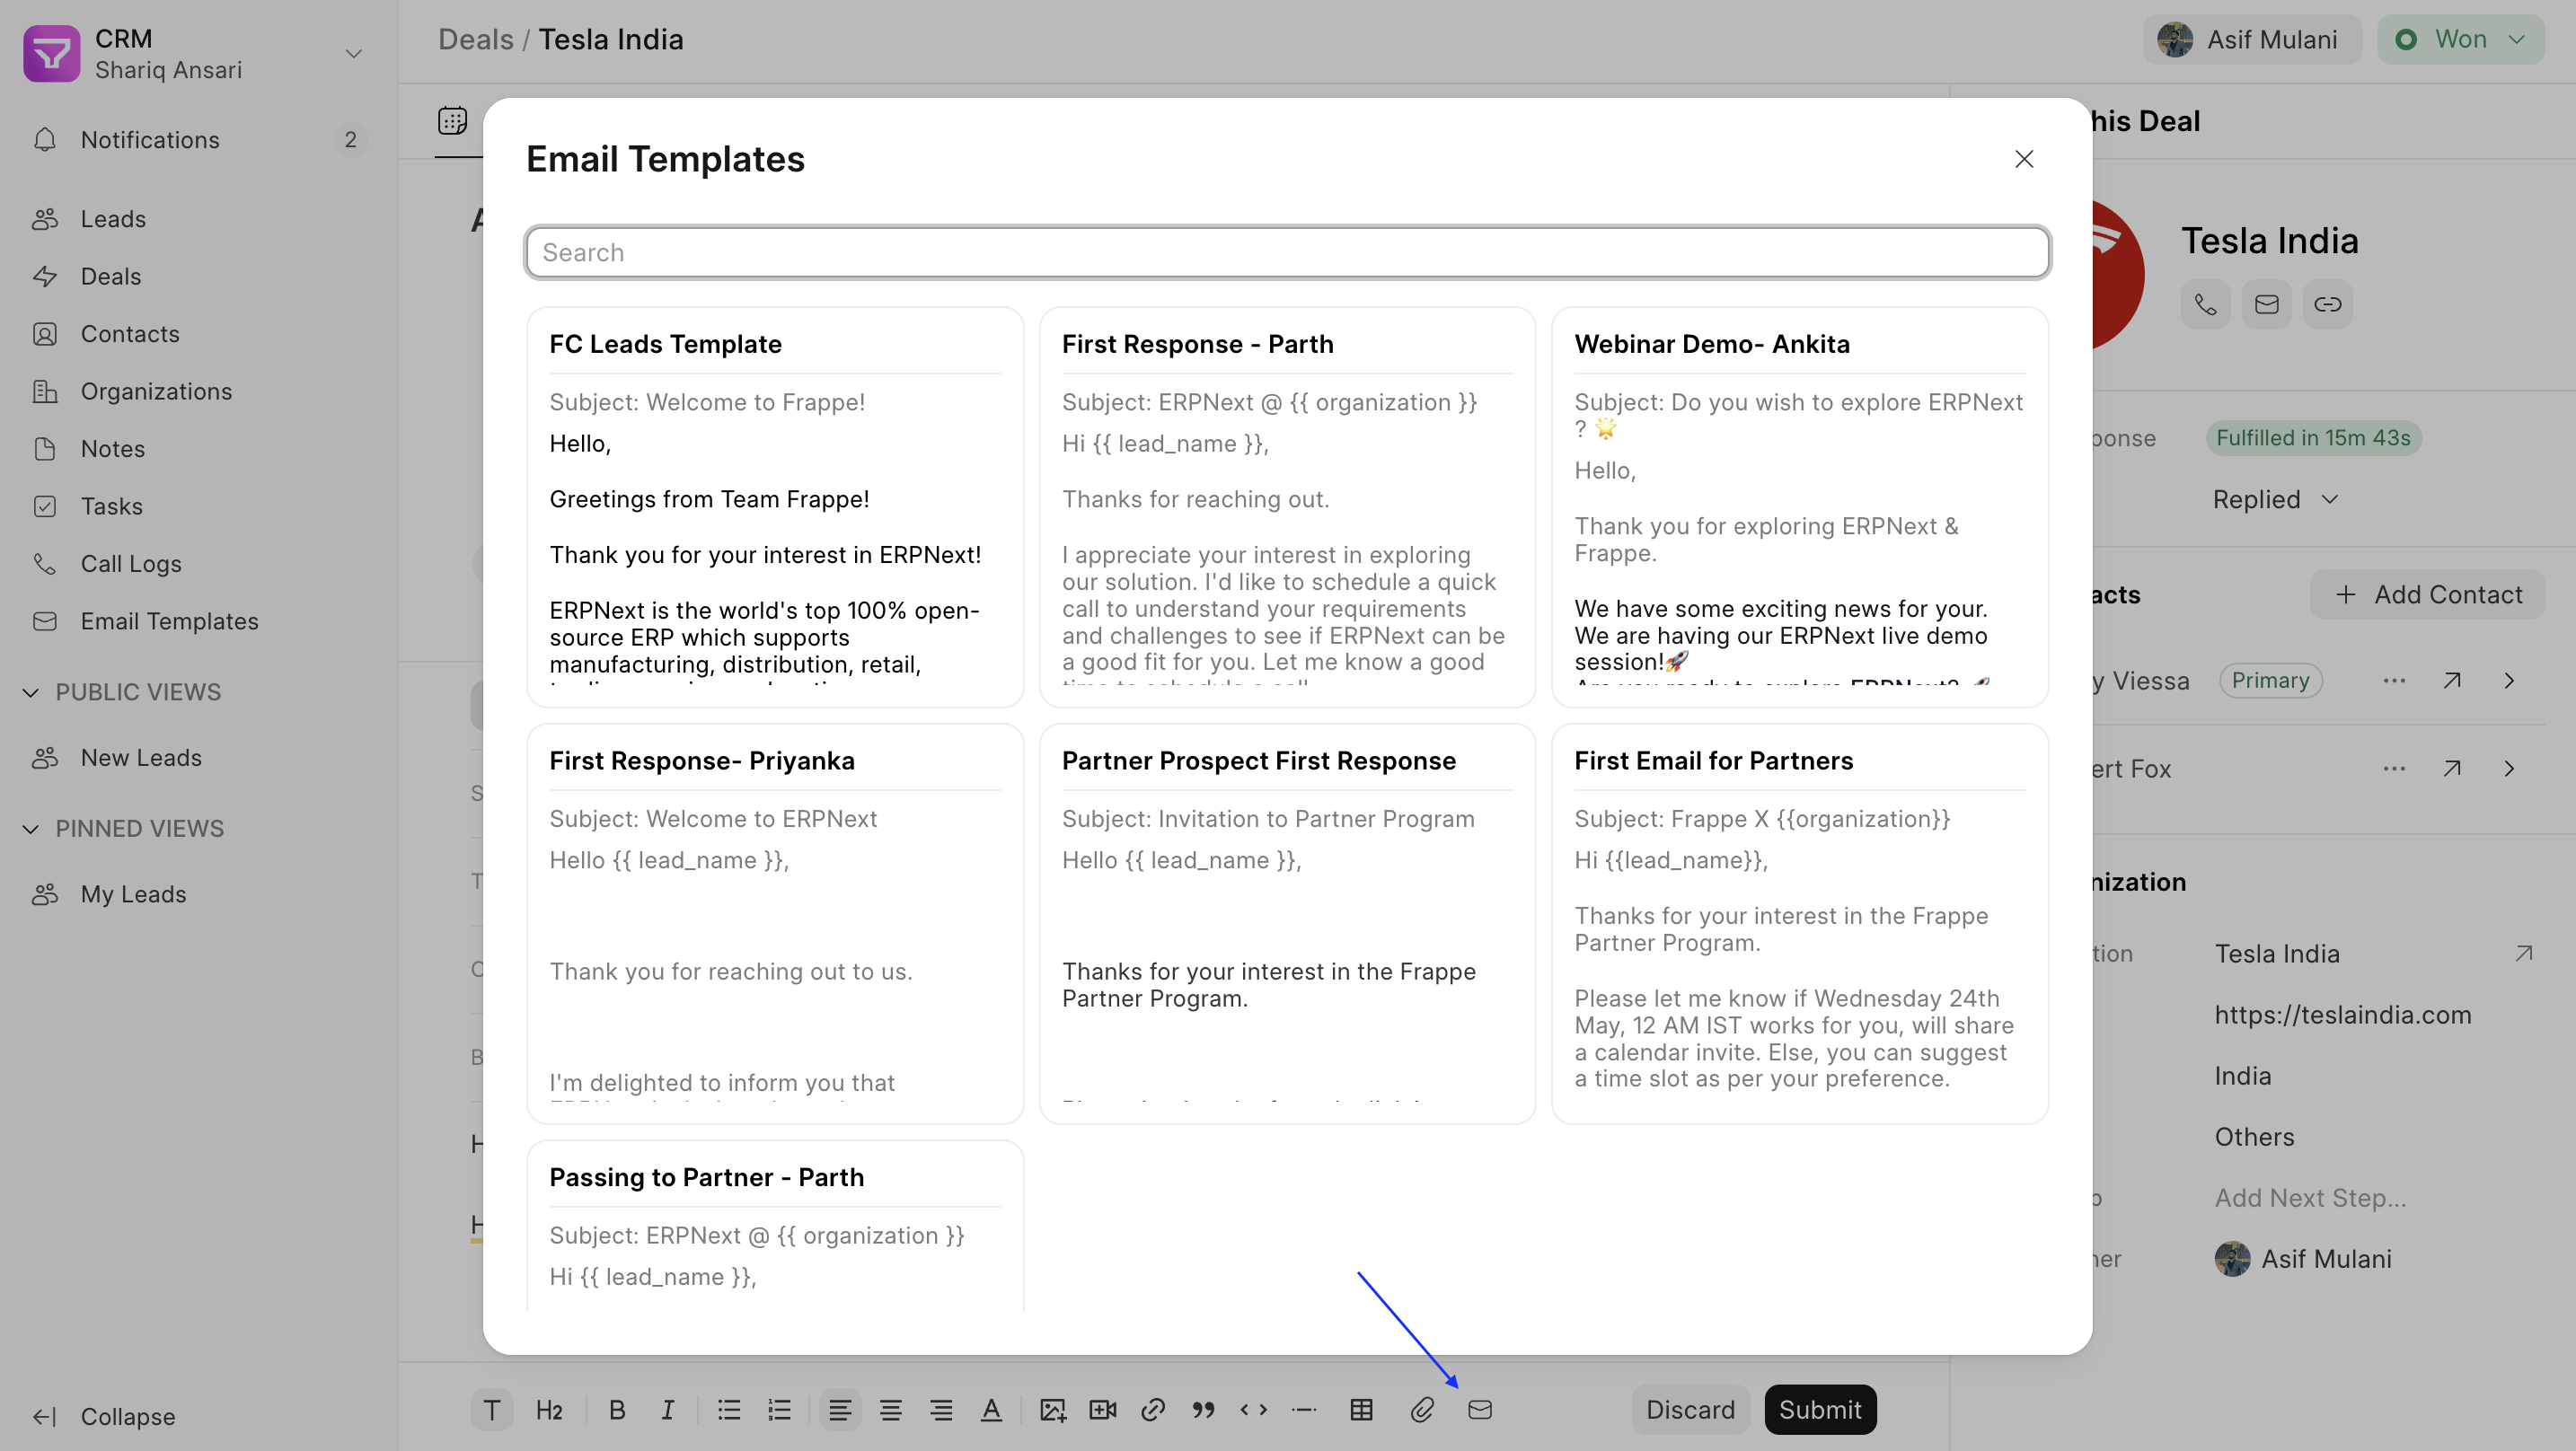 CRM
Shariq Ansari
Notifications
2
Leads
Deals
Contacts
Organizations
Notes
Tasks
Call Logs
Email Templates
PUBLIC VIEWS
New Leads
PINNED VIEWS
My Leads
Collapse
Deals / Tesla India
Asif Mulani
Won
Email Templates
Search
FC Leads Template
Subject: Welcome to Frappe!
Hello,
Greetings from Team Frappe!
Thank you for your interest in ERPNext!
ERPNext is the world's top 100% open-
source ERP which supports
manufacturing, distribution, retail,
First Response - Parth
Subject: ERPNext @ {{ organization }}
Hi {{ lead_name }},
Thanks for reaching out.
I appreciate your interest in exploring
our solution. I'd like to schedule a quick
call to understand your requirements
and challenges to see if ERPNext can be
a good fit for you. Let me know a good
time to schedule a call
Webinar Demo- Ankita
Subject: Do you wish to explore ERPNext
? 🌟
Hello,
Thank you for exploring ERPNext &
Frappe.
We have some exciting news for your.
We are having our ERPNext live demo
session!🚀
Are you ready to explore ERPNext? 🚀
First Response- Priyanka
Subject: Welcome to ERPNext
Hello {{ lead_name }},
Thank you for reaching out to us.
I'm delighted to inform you that
Partner Prospect First Response
Subject: Invitation to Partner Program
Hello {{ lead_name }},
Thanks for your interest in the Frappe
Partner Program.
First Email for Partners
Subject: Frappe X {{organization}}
Hi {{lead_name}},
Thanks for your interest in the Frappe
Partner Program.
Please let me know if Wednesday 24th
May, 12 AM IST works for you, will share
a calendar invite. Else, you can suggest
a time slot as per your preference.
Passing to Partner - Parth
Subject: ERPNext @ {{ organization }}
Hi {{ lead_name }},
his Deal
Tesla India
ponse
Fulfilled in 15m 43s
Replied
acts
Add Contact
y Viessa
Primary
ert Fox
nization
tion
Tesla India
https://teslaindia.com
India
Others
p
Add Next Step...
ner
Asif Mulani
T
H2
B
I
A
Discard
Submit